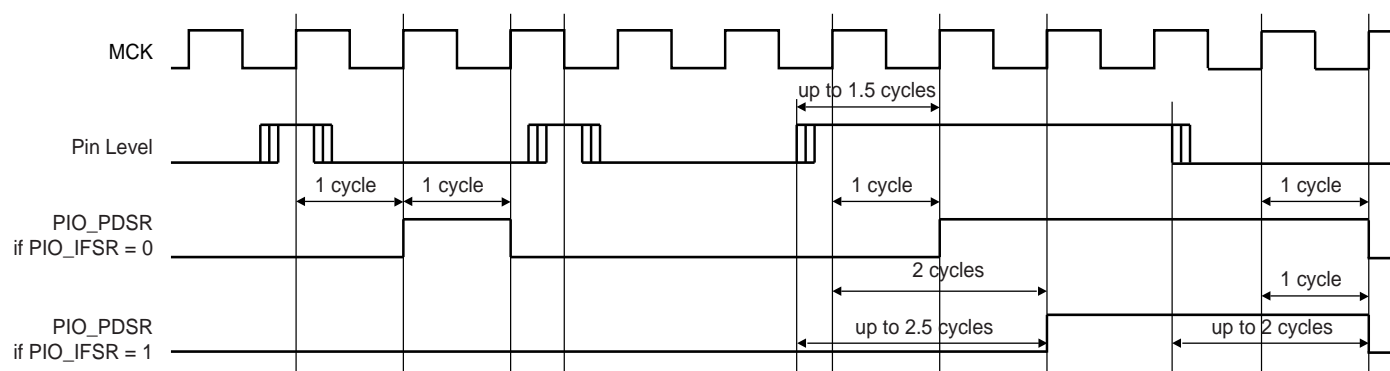 MCK
up to 1.5 cycles
Pin Level
1 cycle
1 cycle
1 cycle
1 cycle
PIO_PDSR
if PIO_IFSR = 0
2 cycles
1 cycle
PIO_PDSR
if PIO_IFSR = 1
up to 2.5 cycles
up to 2 cycles